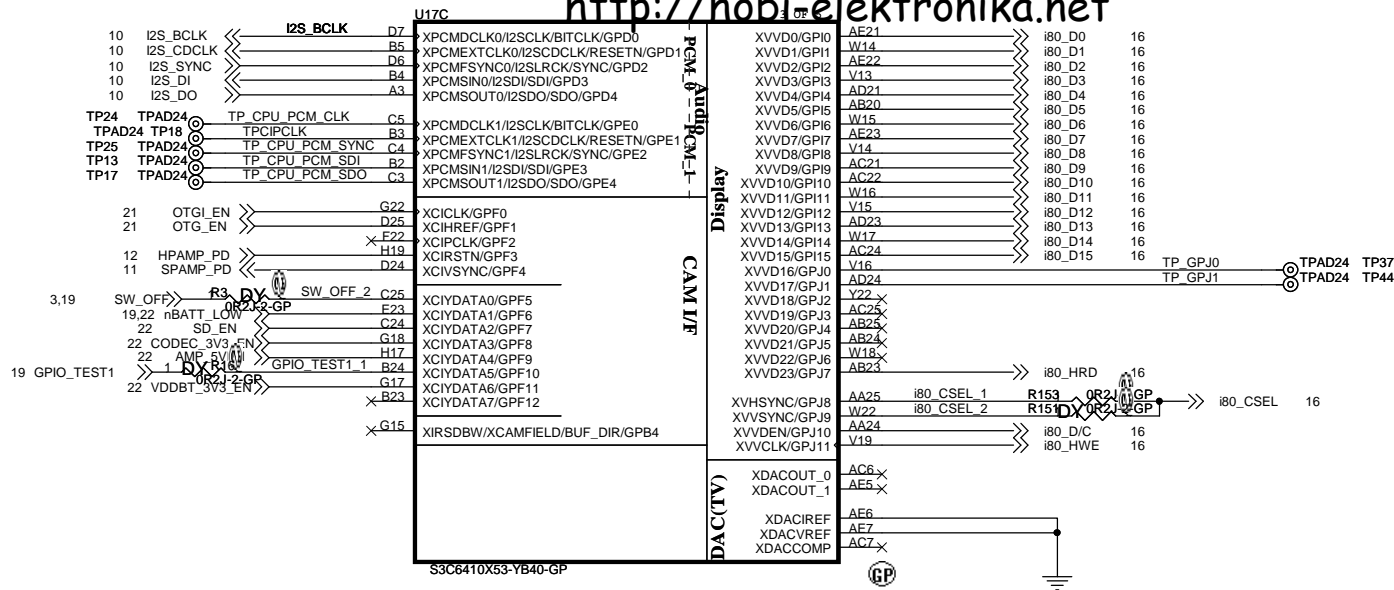 http://hobi-elektronika.net
U17C
10 I2S_BCLK I2S_BCLK D7 XPCMDCLK0/I2SCLK/BITCLK/GPD0
10 I2S_CDCLK B5 XPCMEXTCLK0/I2SCDCLK/RESETN/GPD1
10 I2S_SYNC D6 XPCMFSYNC0/I2SLRCK/SYNC/GPD2
10 I2S_DI B4 XPCMSIN0/I2SDI/SDI/GPD3
10 I2S_DO A3 XPCMSOUT0/I2SDO/SDO/GPD4
TP24 TPAD24 TP_CPU_PCM_CLK C5 XPCMDCLK1/I2SCLK/BITCLK/GPE0
TPAD24 TP18 TPCIPCLK B3 XPCMEXTCLK1/I2SCDCLK/RESETN/GPE1
TP25 TPAD24 TP_CPU_PCM_SYNC C4 XPCMFSYNC1/I2SLRCK/SYNC/GPE2
TP13 TPAD24 TP_CPU_PCM_SDI B2 XPCMSIN1/I2SDI/SDI/GPE3
TP17 TPAD24 TP_CPU_PCM_SDO C3 XPCMSOUT1/I2SDO/SDO/GPE4
PCM_0
Audio
PCM_1
21 OTGI_EN G22 XCICLK/GPF0
21 OTG_EN D25 XCIHREF/GPF1
F22 XCIPCLK/GPF2
12 HPAMP_PD H19 XCIRSTN/GPF3
11 SPAMP_PD D24 XCIVSYNC/GPF4
3,19 SW_OFF R3 DY 0R2J-2-GP SW_OFF_2 C25 XCIYDATA0/GPF5
19,22 nBATT_LOW E23 XCIYDATA1/GPF6
22 SD_EN C24 XCIYDATA2/GPF7
22 CODEC_3V3_EN G18 XCIYDATA3/GPF8
22 AMP_5V H17 XCIYDATA4/GPF9
19 GPIO_TEST1 1 DY R16 0R2J-2-GP GPIO_TEST1_1 B24 XCIYDATA5/GPF10
22 VDDBT_3V3_EN G17 XCIYDATA6/GPF11
B23 XCIYDATA7/GPF12
G15 XIRSDBW/XCAMFIELD/BUF_DIR/GPB4
CAM I/F
Display
XVVD0/GPI0 AE21 i80_D0 16
XVVD1/GPI1 W14 i80_D1 16
XVVD2/GPI2 AE22 i80_D2 16
XVVD3/GPI3 V13 i80_D3 16
XVVD4/GPI4 AD21 i80_D4 16
XVVD5/GPI5 AB20 i80_D5 16
XVVD6/GPI6 W15 i80_D6 16
XVVD7/GPI7 AE23 i80_D7 16
XVVD8/GPI8 V14 i80_D8 16
XVVD9/GPI9 AC21 i80_D9 16
XVVD10/GPI10 AC22 i80_D10 16
XVVD11/GPI11 W16 i80_D11 16
XVVD12/GPI12 V15 i80_D12 16
XVVD13/GPI13 AD23 i80_D13 16
XVVD14/GPI14 W17 i80_D14 16
XVVD15/GPI15 AC24 i80_D15 16
XVVD16/GPJ0 V16 TP_GPJ0 TPAD24 TP37
XVVD17/GPJ1 AD24 TP_GPJ1 TPAD24 TP44
XVVD18/GPJ2 Y22
XVVD19/GPJ3 AC25
XVVD20/GPJ4 AB25
XVVD21/GPJ5 AB24
XVVD22/GPJ6 W18
XVVD23/GPJ7 AB23 i80_HRD 16
XVHSYNC/GPJ8 AA25 i80_CSEL_1 R153 0R2J-2-GP i80_CSEL 16
XVVSYNC/GPJ9 W22 i80_CSEL_2 R151 DY 0R2J-2-GP
XVVDEN/GPJ10 AA24 i80_D/C 16
XVVCLK/GPJ11 V19 i80_HWE 16
DAC(TV)
XDACOUT_0 AC6
XDACOUT_1 AE5
XDACIREF AE6
XDACVREF AE7
XDACCOMP AC7
S3C6410X53-YB40-GP
GP